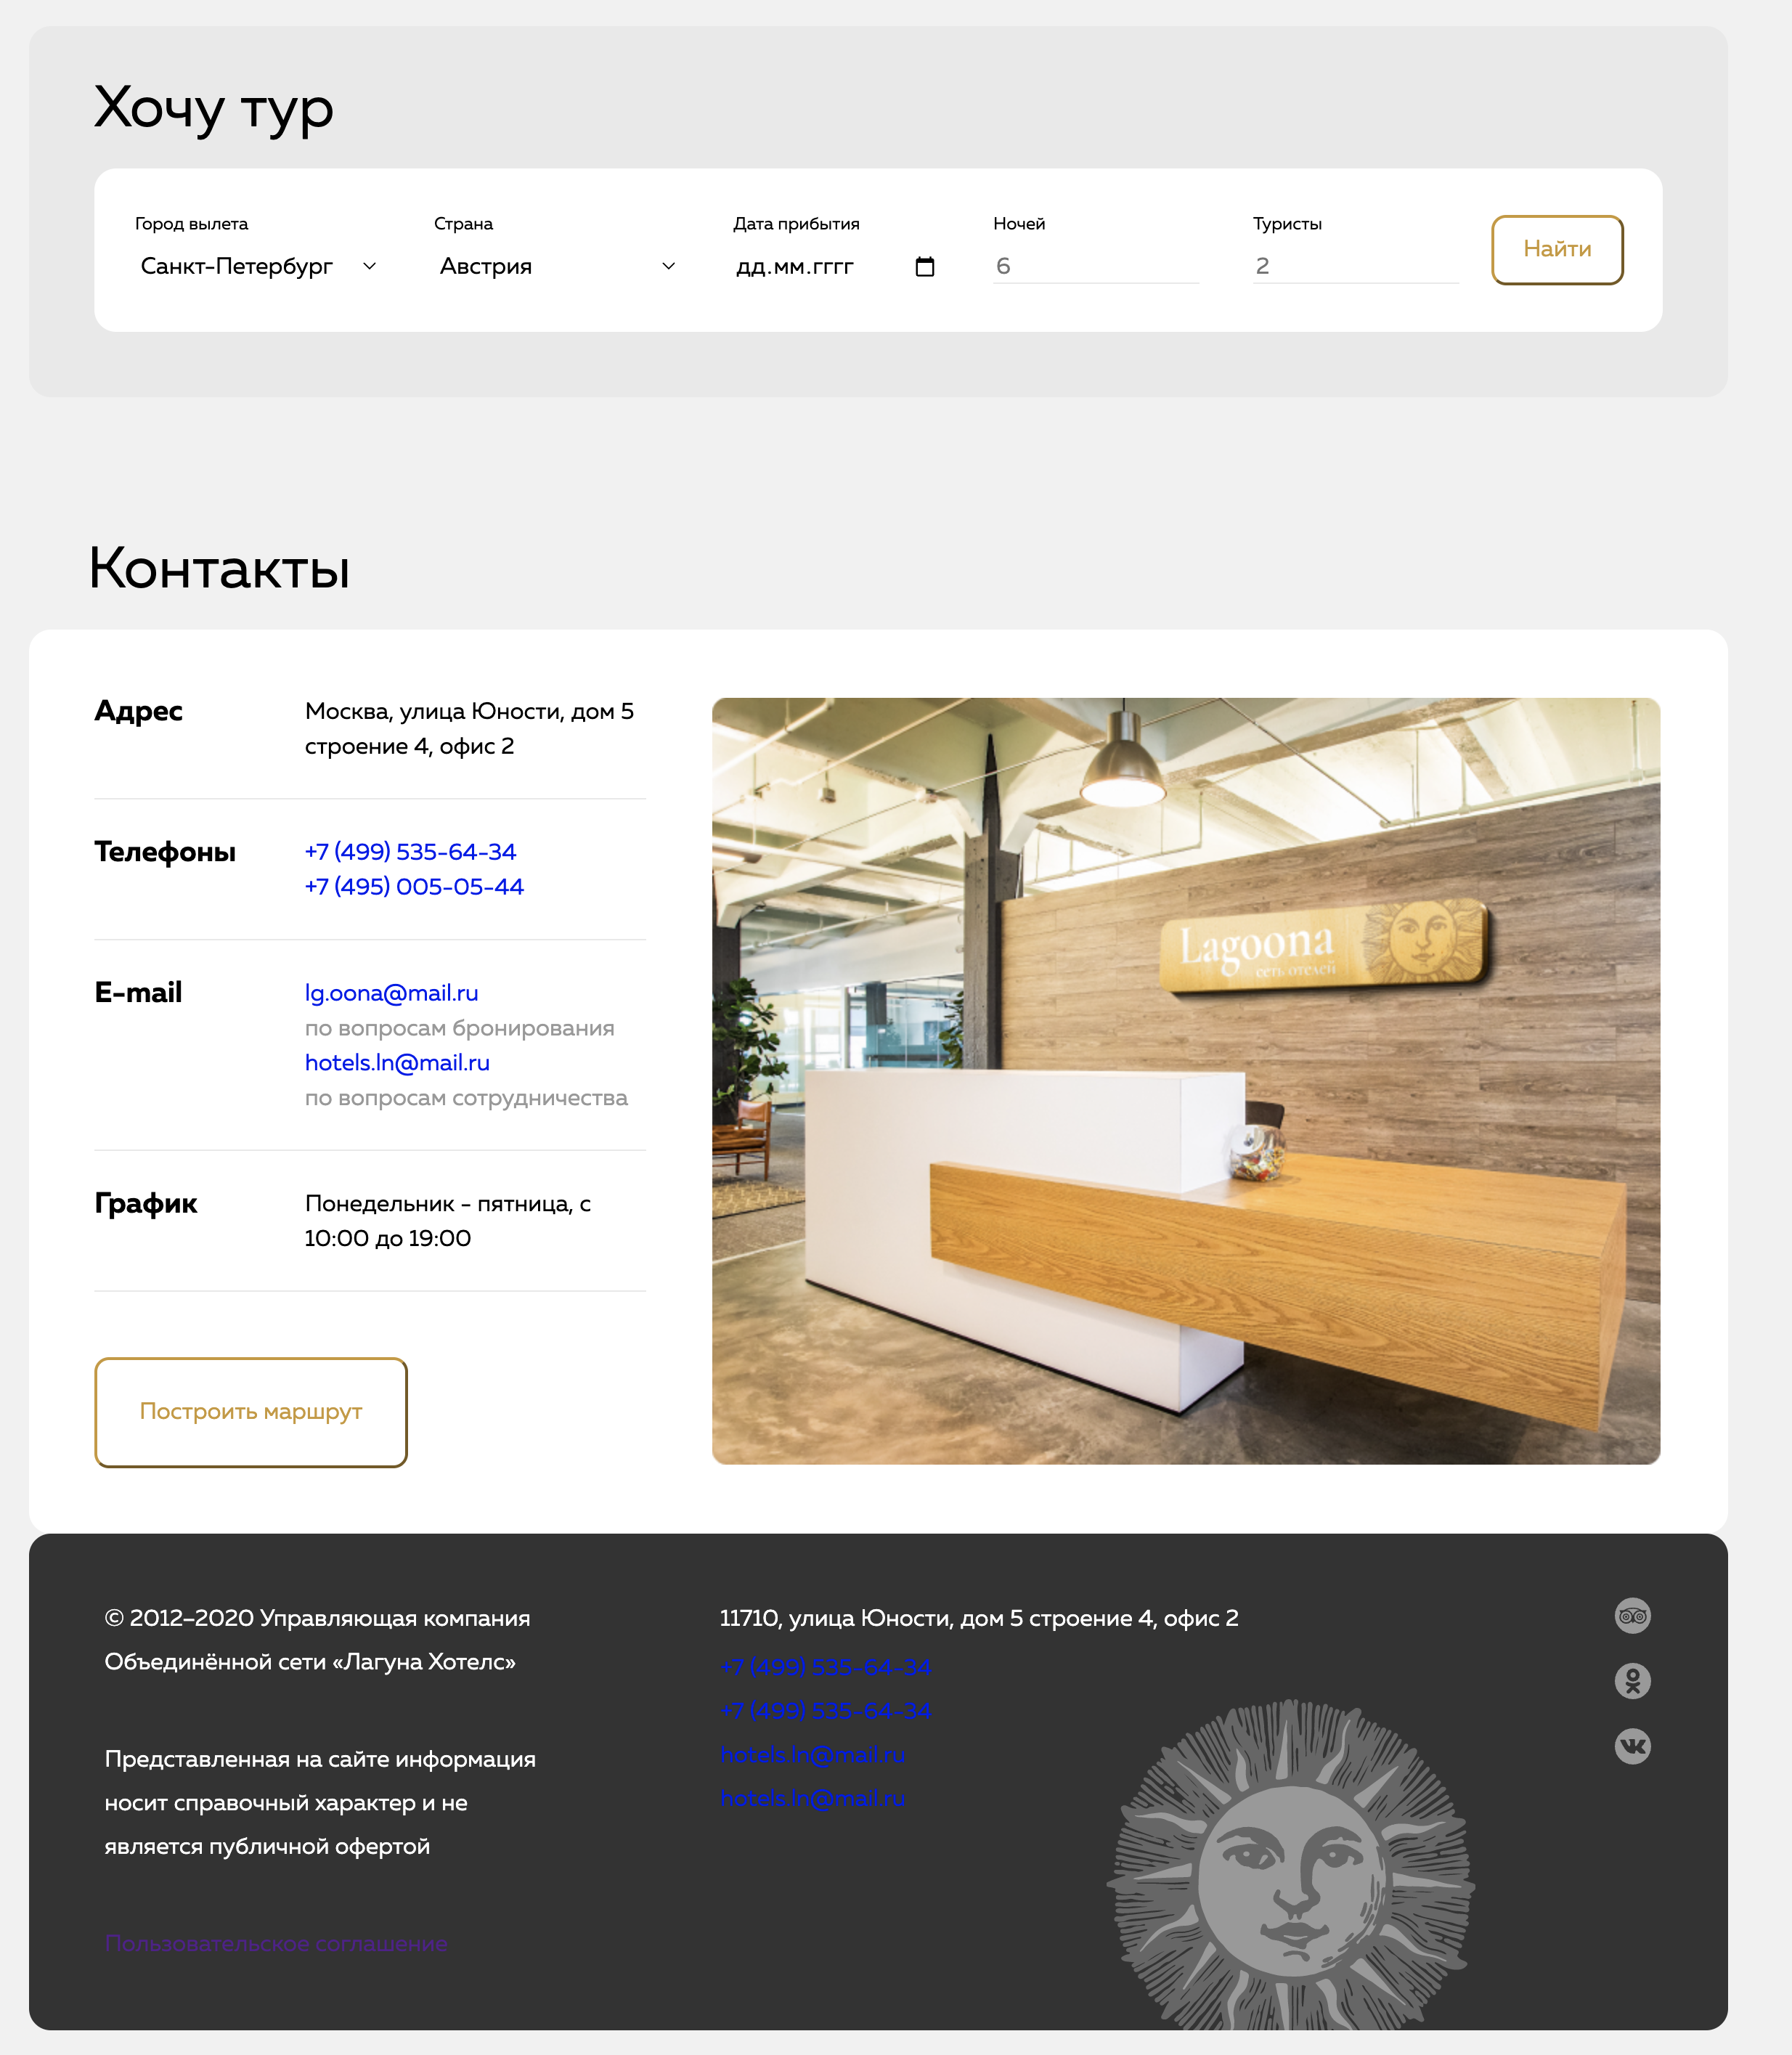 Хочу тур
Город вылета
Страна
Дата прибытия
Ночей
Туристы
Санкт-Петербург
Австрия
дд.мм.гггг
6
2
Найти
Контакты
Адрес
Москва, улица Юности, дом 5
строение 4, офис 2
Телефоны
+7 (499) 535-64-34
+7 (495) 005-05-44
E-mail
lg.oona@mail.ru
по вопросам бронирования
hotels.ln@mail.ru
по вопросам сотрудничества
График
Понедельник - пятница, с
10:00 до 19:00
Построить маршрут
Lagoona
сеть отелей
© 2012–2020 Управляющая компания
Объединённой сети «Лагуна Хотелс»
Представленная на сайте информация
носит справочный характер и не
является публичной офертой
Пользовательское соглашение
11710, улица Юности, дом 5 строение 4, офис 2
+7 (499) 535-64-34
+7 (499) 535-64-34
hotels.ln@mail.ru
hotels.ln@mail.ru